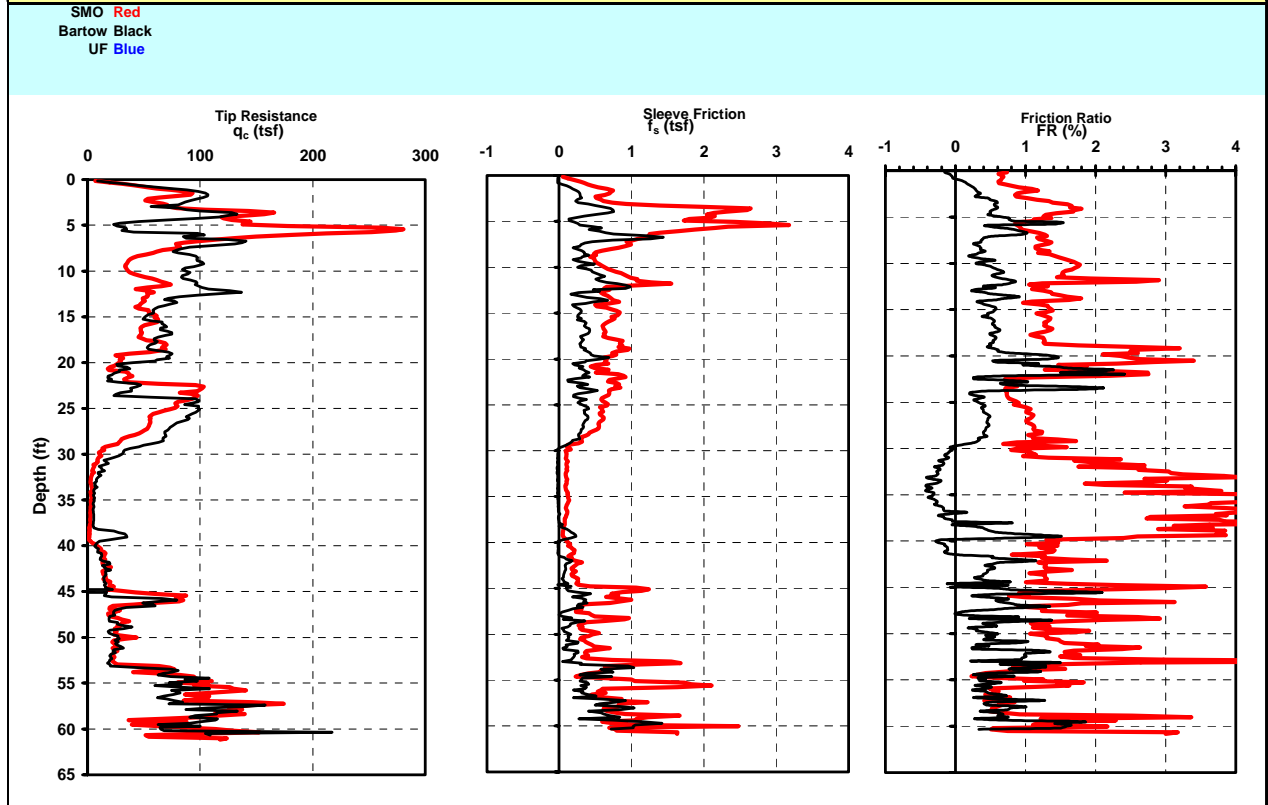 SMO Red
Bartow Black
UF Blue
Tip Resistance
qc (tsf)
0 100 200 300
Sleeve Friction
fs (tsf)
-1 0 1 2 3 4
Friction Ratio
FR (%)
-1 0 1 2 3 4
Depth (ft)
0
5
10
15
20
25
30
35
40
45
50
55
60
65